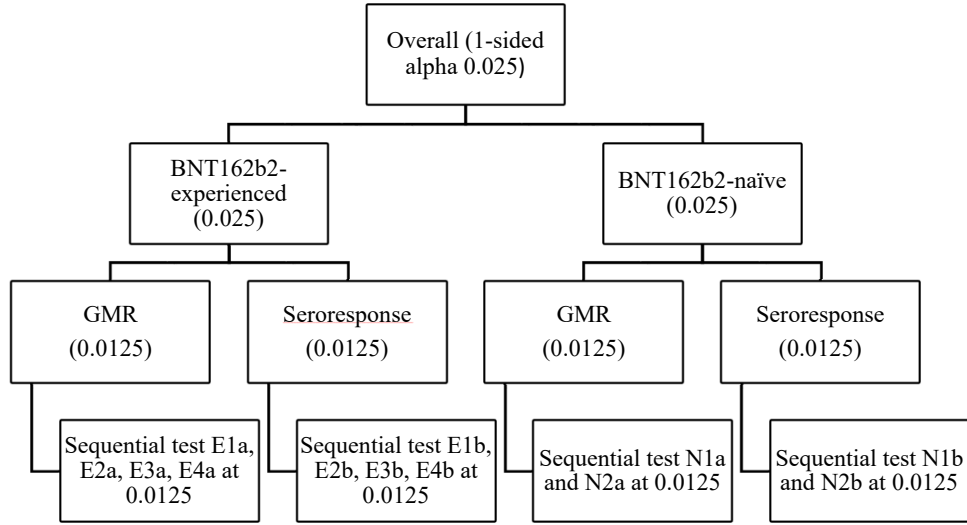 Overall (1-sided
alpha 0.025)
BNT162b2-
experienced
(0.025)
BNT162b2-naïve
(0.025)
GMR
(0.0125)
Seroresponse
(0.0125)
GMR
(0.0125)
Seroresponse
(0.0125)
Sequential test E1a,
E2a, E3a, E4a at
0.0125
Sequential test E1b,
E2b, E3b, E4b at
0.0125
Sequential test N1a
and N2a at 0.0125
Sequential test N1b
and N2b at 0.0125